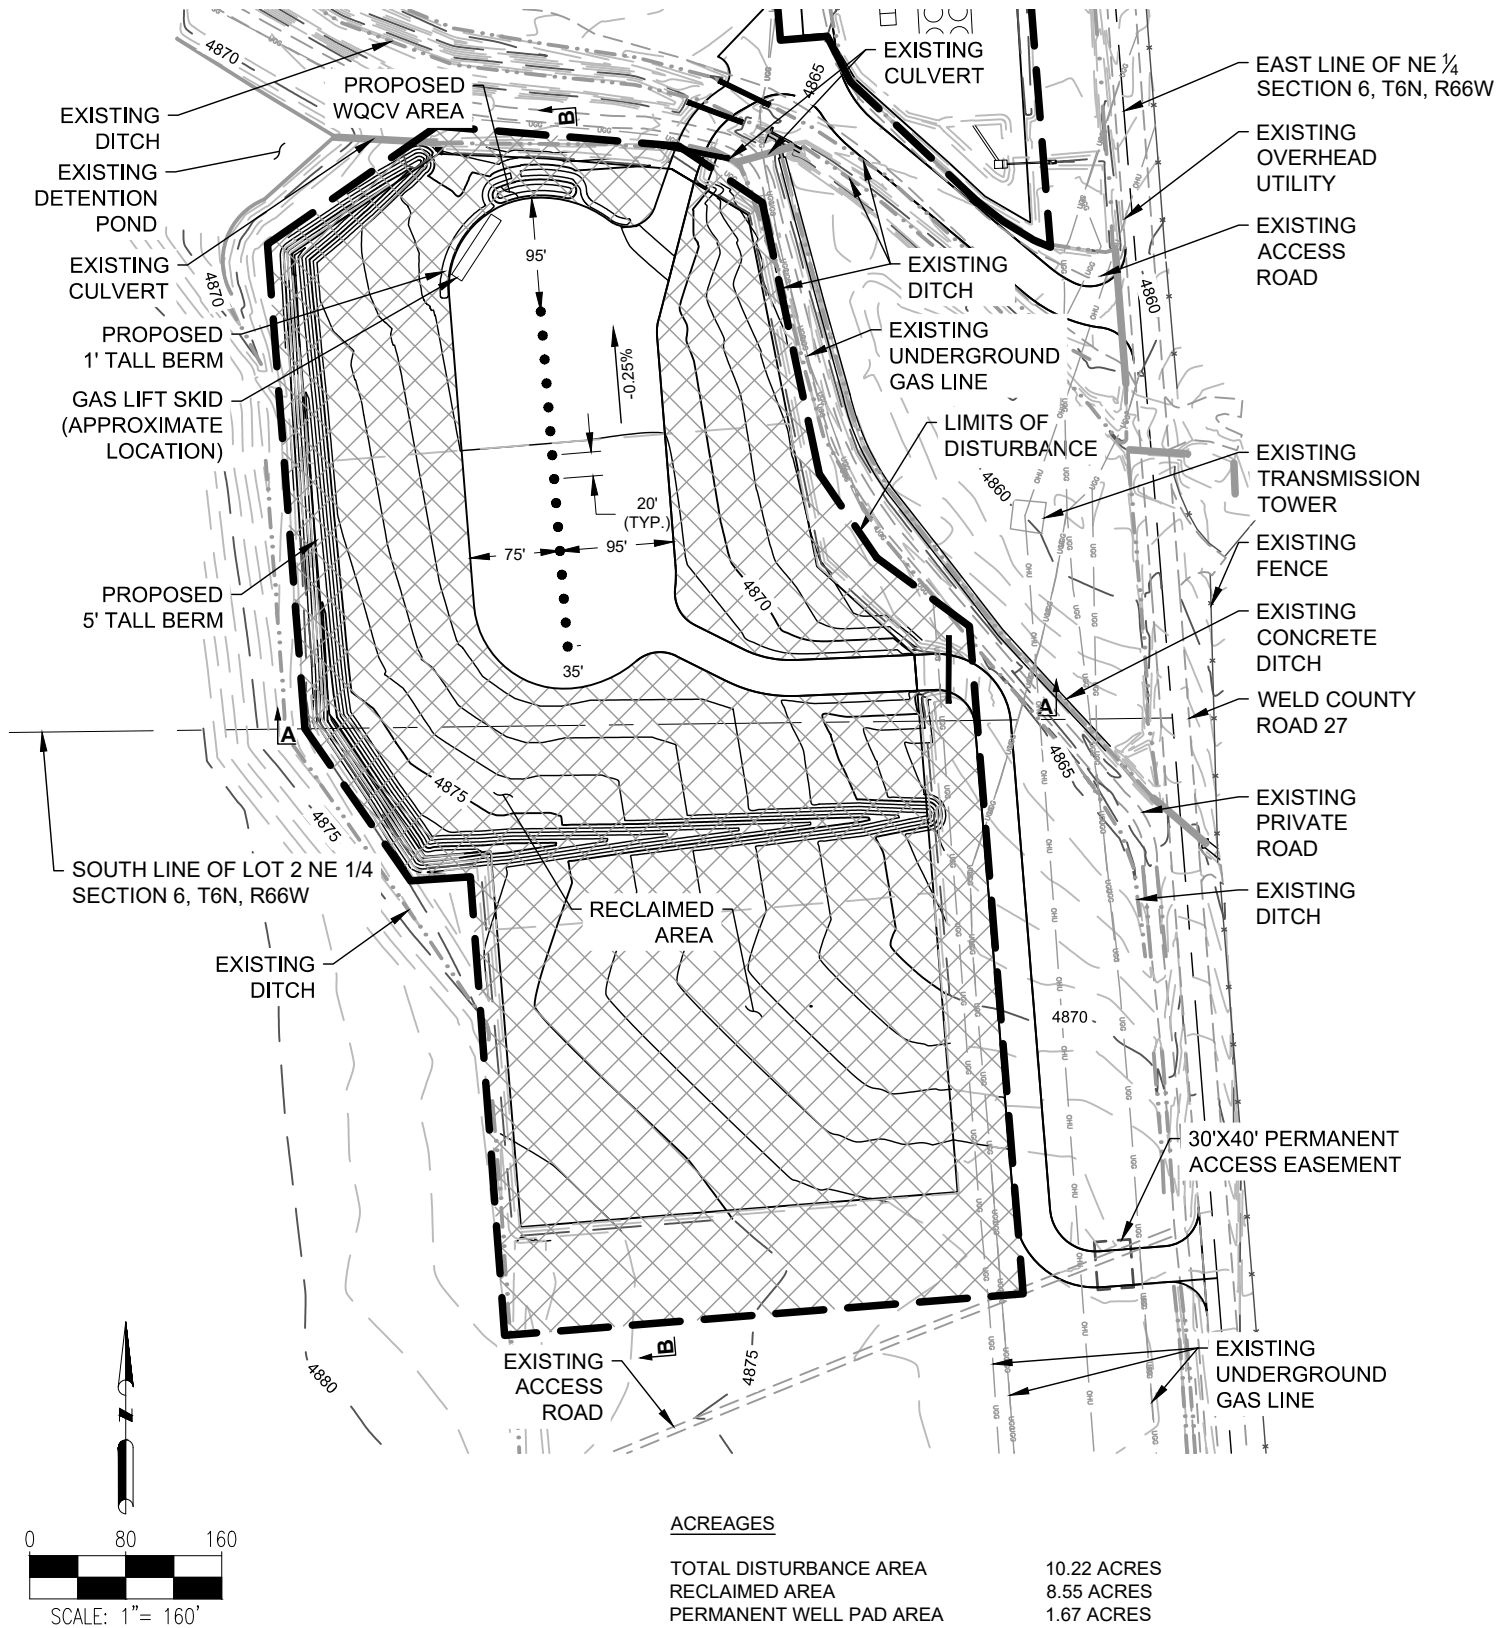 4870
EXISTING
DITCH
PROPOSED
WQCV AREA
B
4865
EXISTING
CULVERT
EAST LINE OF NE ¼
SECTION 6, T6N, R66W
EXISTING
DETENTION
POND
EXISTING
OVERHEAD
UTILITY
EXISTING
CULVERT
4870
95'
EXISTING
DITCH
EXISTING
ACCESS
ROAD
4860
PROPOSED
1' TALL BERM
-0.25%
EXISTING
UNDERGROUND
GAS LINE
GAS LIFT SKID
(APPROXIMATE
LOCATION)
LIMITS OF
DISTURBANCE
4860
EXISTING
TRANSMISSION
TOWER
20'
(TYP.)
75'
95'
EXISTING
FENCE
PROPOSED
5' TALL BERM
4870
EXISTING
CONCRETE
DITCH
35'
A
A
WELD COUNTY
ROAD 27
4865
4875
4875
EXISTING
PRIVATE
ROAD
SOUTH LINE OF LOT 2 NE 1/4
SECTION 6, T6N, R66W
RECLAIMED
AREA
EXISTING
DITCH
EXISTING
DITCH
4870
30'X40' PERMANENT
ACCESS EASEMENT
B
EXISTING
ACCESS
ROAD
4875
4880
EXISTING
UNDERGROUND
GAS LINE
UGG
OHU
N
0 80 160
SCALE: 1"= 160'
ACREAGES
TOTAL DISTURBANCE AREA 10.22 ACRES
RECLAIMED AREA 8.55 ACRES
PERMANENT WELL PAD AREA 1.67 ACRES